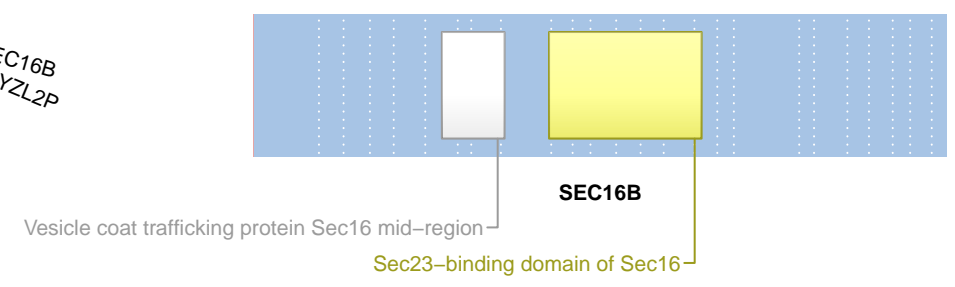 SEC16B
Vesicle coat trafficking protein Sec16 mid−region
Sec23−binding domain of Sec16